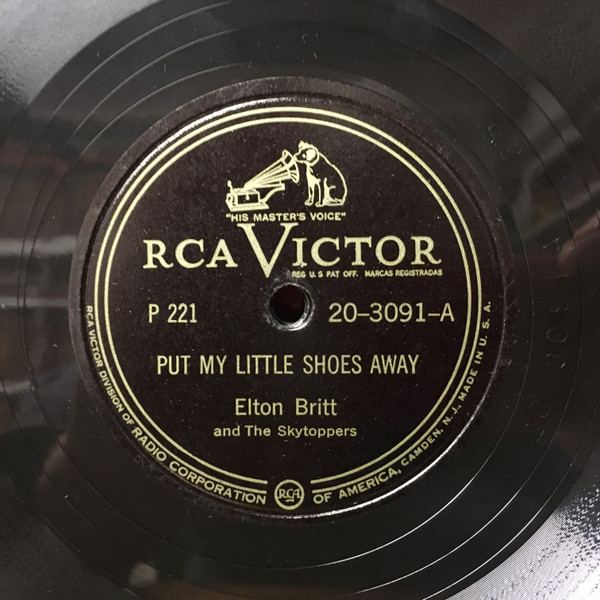 "HIS MASTER'S VOICE"
RCA VICTOR
REG U.S PAT OFF. MARCAS REGISTRADAS
P 221
20-3091-A
PUT MY LITTLE SHOES AWAY
Elton Britt
and The Skytoppers
RCA VICTOR DIVISION OF RADIO CORPORATION OF AMERICA, CAMDEN, N.J. MADE IN U.S.A.
RCA